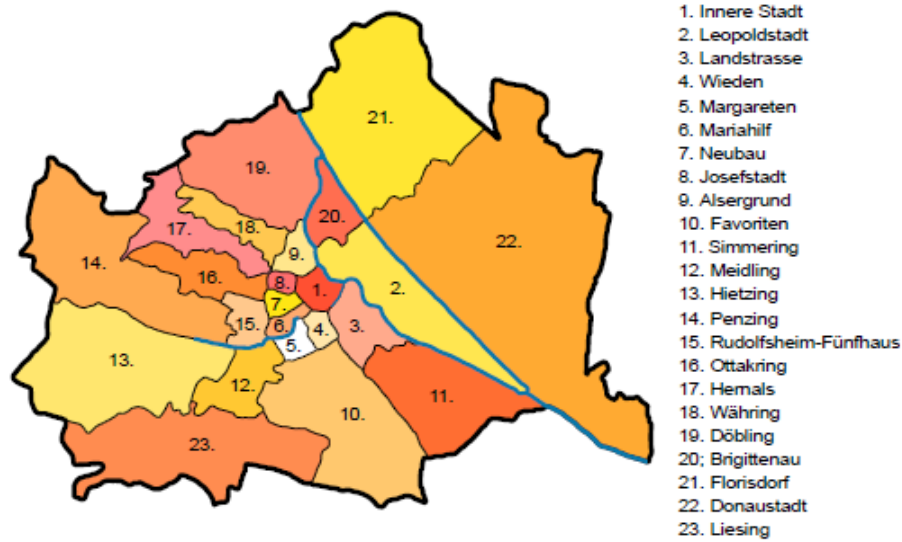 1. Innere Stadt
2. Leopoldstadt
3. Landstrasse
4. Wieden
5. Margareten
6. Mariahilf
7. Neubau
8. Josefstadt
9. Alsergrund
10. Favoriten
11. Simmering
12. Meidling
13. Hietzing
14. Penzing
15. Rudolfsheim-Fünfhaus
16. Ottakring
17. Hernals
18. Währing
19. Döbling
20; Brigittenau
21. Florisdorf
22. Donaustadt
23. Liesing
21.
19.
20.
18.
17.
9.
22.
14.
16.
8.
1.
2.
7.
15.
6.
4.
3.
5.
13.
12.
11.
10.
23.